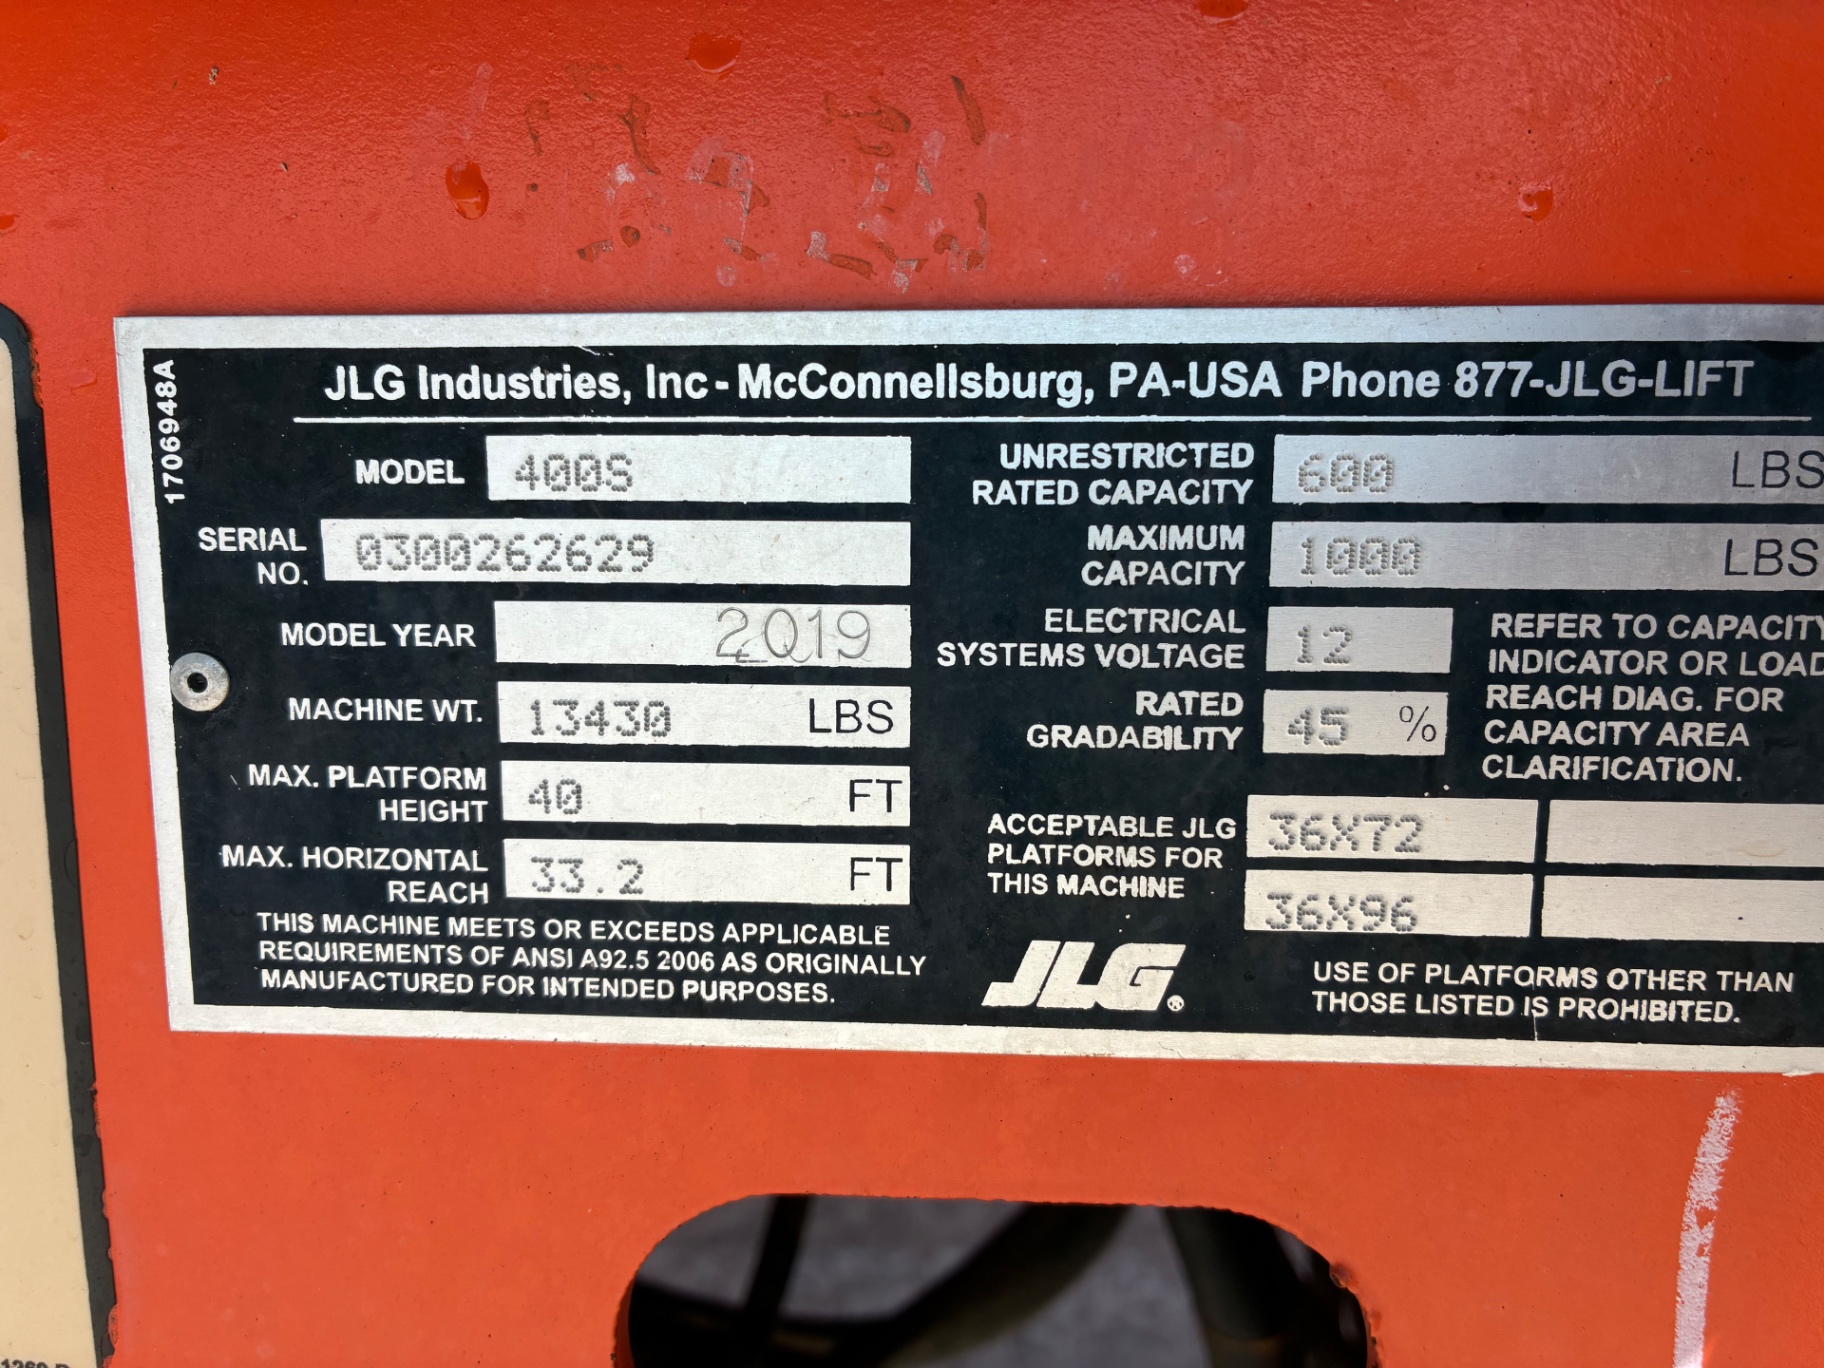 17069948A
JLG Industries, Inc - McConnellsburg, PA-USA Phone 877-JLG-LIFT
MODEL 400S
SERIAL NO. 0300262629
MODEL YEAR 2019
MACHINE WT. 13430 LBS
MAX. PLATFORM HEIGHT 40 FT
MAX. HORIZONTAL REACH 33.2 FT
THIS MACHINE MEETS OR EXCEEDS APPLICABLE
REQUIREMENTS OF ANSI A92.5 2006 AS ORIGINALLY
MANUFACTURED FOR INTENDED PURPOSES.
UNRESTRICTED RATED CAPACITY 600 LBS
MAXIMUM CAPACITY 1000 LBS
ELECTRICAL SYSTEMS VOLTAGE 12
RATED GRADABILITY 45 %
REFER TO CAPACITY
INDICATOR OR LOAD
REACH DIAG. FOR
CAPACITY AREA
CLARIFICATION.
ACCEPTABLE JLG
PLATFORMS FOR
THIS MACHINE
36X72
36X96
JLG®
USE OF PLATFORMS OTHER THAN
THOSE LISTED IS PROHIBITED.